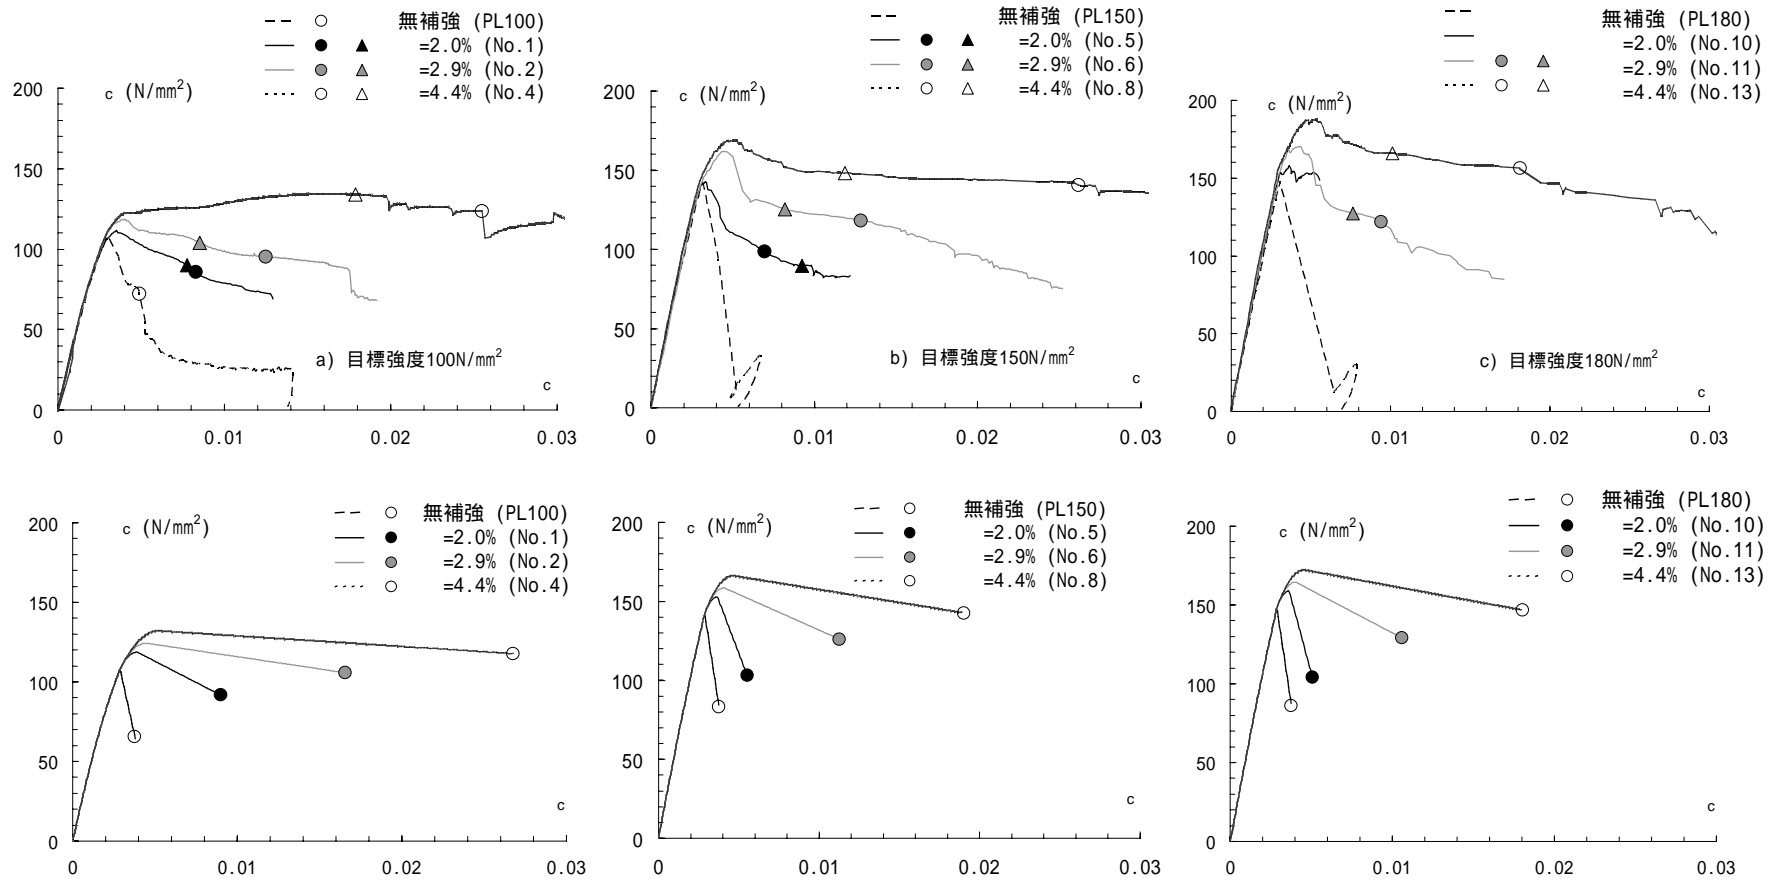 無補強 (PL100)
=2.0% (No.1)
=2.9% (No.2)
=4.4% (No.4)
c (N/mm²)
200
150
100
50
0
a) 目標強度100N/mm²
c
0 0.01 0.02 0.03
無補強 (PL150)
=2.0% (No.5)
=2.9% (No.6)
=4.4% (No.8)
c (N/mm²)
200
150
100
50
0
b) 目標強度150N/mm²
c
0 0.01 0.02 0.03
無補強 (PL180)
=2.0% (No.10)
=2.9% (No.11)
=4.4% (No.13)
c (N/mm²)
200
150
100
50
0
c) 目標強度180N/mm²
c
0 0.01 0.02 0.03
無補強 (PL100)
=2.0% (No.1)
=2.9% (No.2)
=4.4% (No.4)
c (N/mm²)
200
150
100
50
0
c
0 0.01 0.02 0.03
無補強 (PL150)
=2.0% (No.5)
=2.9% (No.6)
=4.4% (No.8)
c (N/mm²)
200
150
100
50
0
c
0 0.01 0.02 0.03
無補強 (PL180)
=2.0% (No.10)
=2.9% (No.11)
=4.4% (No.13)
c (N/mm²)
200
150
100
50
0
c
0 0.01 0.02 0.03